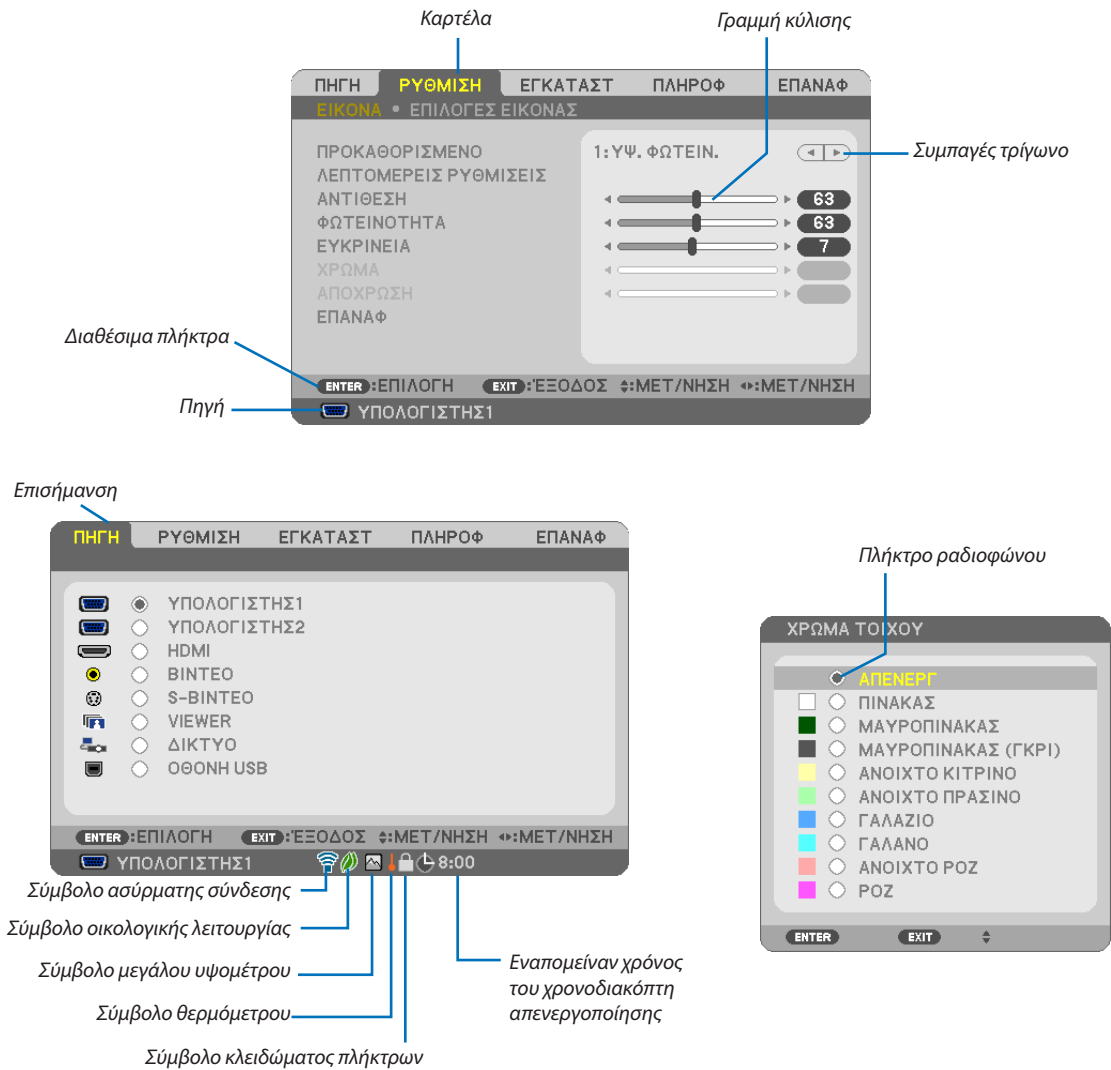 Καρτέλα
Γραμμή κύλισης
ΠΗΓΗ ΡΥΘΜΙΣΗ ΕΓΚΑΤΑΣΤ ΠΛΗΡΟΦ ΕΠΑΝΑΦ
ΕΙΚΟΝΑ • ΕΠΙΛΟΓΕΣ ΕΙΚΟΝΑΣ
ΠΡΟΚΑΘΟΡΙΣΜΕΝΟ 1:ΥΨ. ΦΩΤΕΙΝ.
Συμπαγές τρίγωνο
ΛΕΠΤΟΜΕΡΕΙΣ ΡΥΘΜΙΣΕΙΣ
ΑΝΤΙΘΕΣΗ 63
ΦΩΤΕΙΝΟΤΗΤΑ 63
ΕΥΚΡΙΝΕΙΑ 7
ΧΡΩΜΑ
ΑΠΟΧΡΩΣΗ
ΕΠΑΝΑΦ
Διαθέσιμα πλήκτρα
ENTER :ΕΠΙΛΟΓΗ EXIT :ΈΞΟΔΟΣ :ΜΕΤ/ΝΗΣΗ :ΜΕΤ/ΝΗΣΗ
Πηγή
ΥΠΟΛΟΓΙΣΤΗΣ1
Επισήμανση
ΠΗΓΗ ΡΥΘΜΙΣΗ ΕΓΚΑΤΑΣΤ ΠΛΗΡΟΦ ΕΠΑΝΑΦ
ΥΠΟΛΟΓΙΣΤΗΣ1
ΥΠΟΛΟΓΙΣΤΗΣ2
HDMI
ΒΙΝΤΕΟ
S-ΒΙΝΤΕΟ
VIEWER
ΔΙΚΤΥΟ
ΟΘΟΝΗ USB
ENTER :ΕΠΙΛΟΓΗ EXIT :ΈΞΟΔΟΣ :ΜΕΤ/ΝΗΣΗ :ΜΕΤ/ΝΗΣΗ
ΥΠΟΛΟΓΙΣΤΗΣ1 8:00
Σύμβολο ασύρματης σύνδεσης
Σύμβολο οικολογικής λειτουργίας
Σύμβολο μεγάλου υψομέτρου
Σύμβολο θερμόμετρου
Σύμβολο κλειδώματος πλήκτρων
Εναπομείναν χρόνος
του χρονοδιακόπτη
απενεργοποίησης
Πλήκτρο ραδιοφώνου
ΧΡΩΜΑ ΤΟΙΧΟΥ
ΑΠΕΝΕΡΓ
ΠΙΝΑΚΑΣ
ΜΑΥΡΟΠΙΝΑΚΑΣ
ΜΑΥΡΟΠΙΝΑΚΑΣ (ΓΚΡΙ)
ΑΝΟΙΧΤΟ ΚΙΤΡΙΝΟ
ΑΝΟΙΧΤΟ ΠΡΑΣΙΝΟ
ΓΑΛΑΖΙΟ
ΓΑΛΑΝΟ
ΑΝΟΙΧΤΟ ΡΟΖ
ΡΟΖ
ENTER EXIT